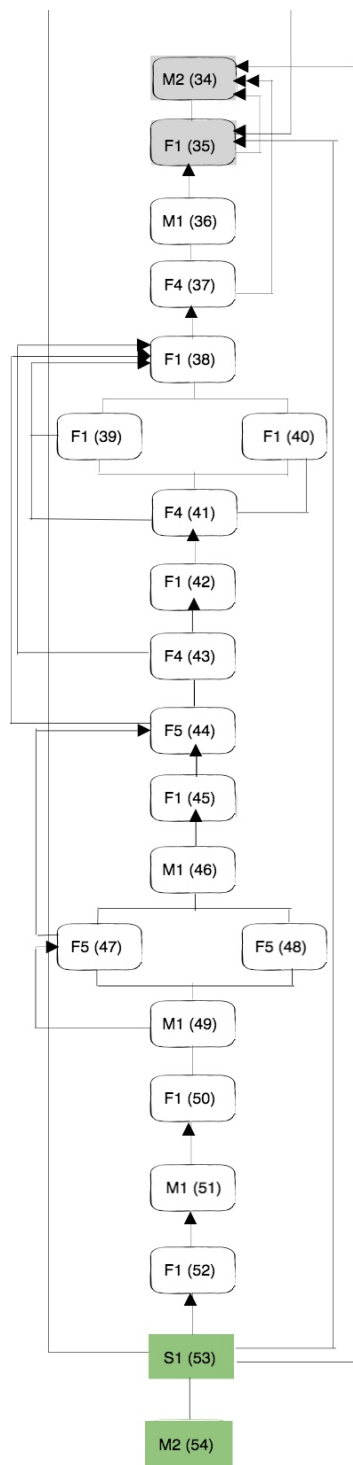 M2 (34)
F1 (35)
M1 (36)
F4 (37)
F1 (38)
F1 (39)
F1 (40)
F4 (41)
F1 (42)
F4 (43)
F5 (44)
F1 (45)
M1 (46)
F5 (47)
F5 (48)
M1 (49)
F1 (50)
M1 (51)
F1 (52)
S1 (53)
M2 (54)